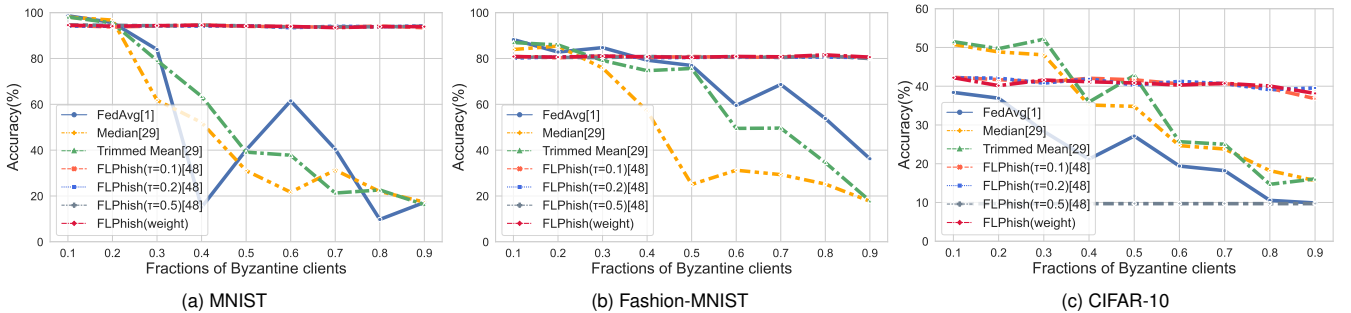 100
80
60
40
20
0
Accuracy(%)
FedAvg[1]
Median[29]
Trimmed Mean[29]
FLPhish(τ=0.1)[48]
FLPhish(τ=0.2)[48]
FLPhish(τ=0.5)[48]
FLPhish(weight)
0.1 0.2 0.3 0.4 0.5 0.6 0.7 0.8 0.9
Fractions of Byzantine clients
(a) MNIST
100
80
60
40
20
0
Accuracy(%)
FedAvg[1]
Median[29]
Trimmed Mean[29]
FLPhish(τ=0.1)[48]
FLPhish(τ=0.2)[48]
FLPhish(τ=0.5)[48]
FLPhish(weight)
0.1 0.2 0.3 0.4 0.5 0.6 0.7 0.8 0.9
Fractions of Byzantine clients
(b) Fashion-MNIST
60
50
40
30
20
10
0
Accuracy(%)
FedAvg[1]
Median[29]
Trimmed Mean[29]
FLPhish(τ=0.1)[48]
FLPhish(τ=0.2)[48]
FLPhish(τ=0.5)[48]
FLPhish(weight)
0.1 0.2 0.3 0.4 0.5 0.6 0.7 0.8 0.9
Fractions of Byzantine clients
(c) CIFAR-10